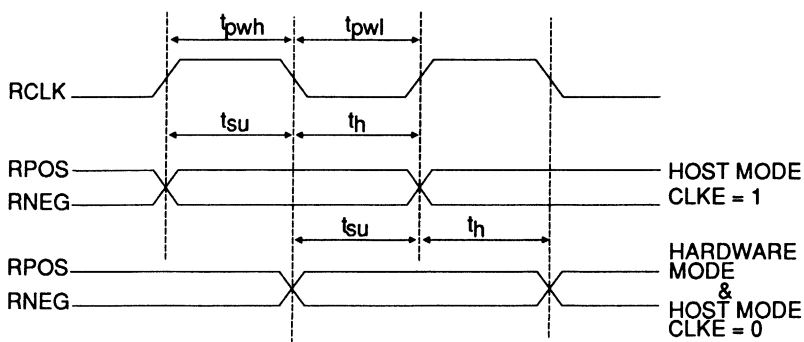 tpwh tpwl
RCLK
tsu th
RPOS
RNEG
HOST MODE
CLKE = 1
tsu th
RPOS
RNEG
HARDWARE
MODE
&
HOST MODE
CLKE = 0